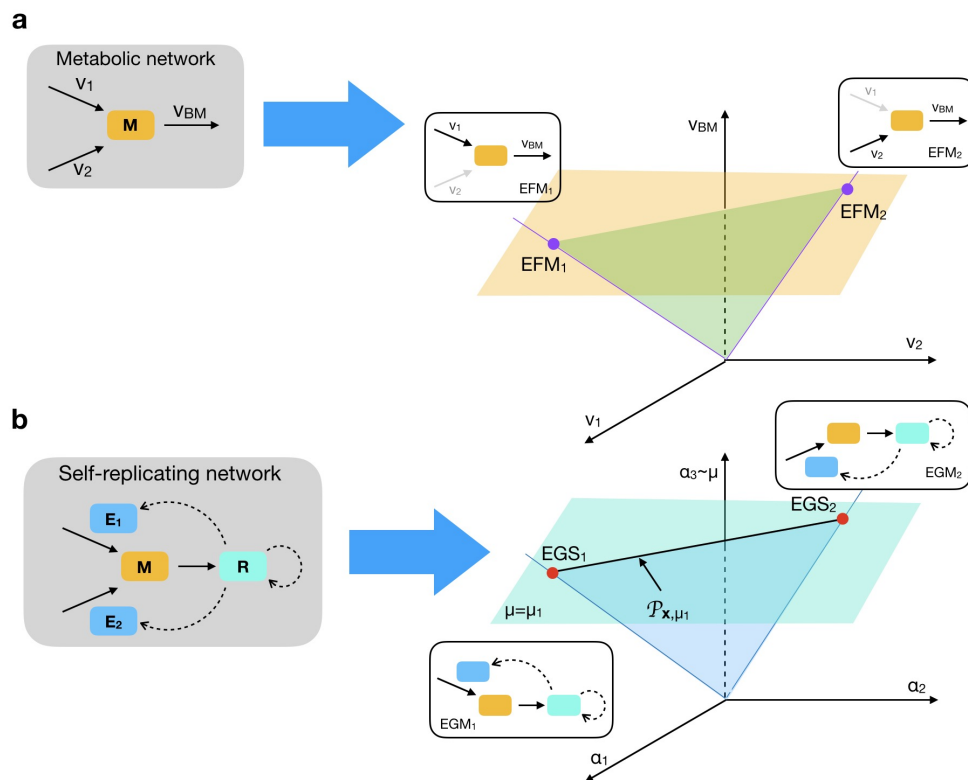 a
Metabolic network
v1
M
vBM
v2
v1
vBM
v2
EFM1
vBM
v1
vBM
v2
EFM2
EFM1
EFM2
v2
v1
b
Self-replicating network
E1
M
R
E2
α3~μ
EGM2
EGS2
EGS1
μ=μ1
𝒫x,μ1
EGM1
α2
α1